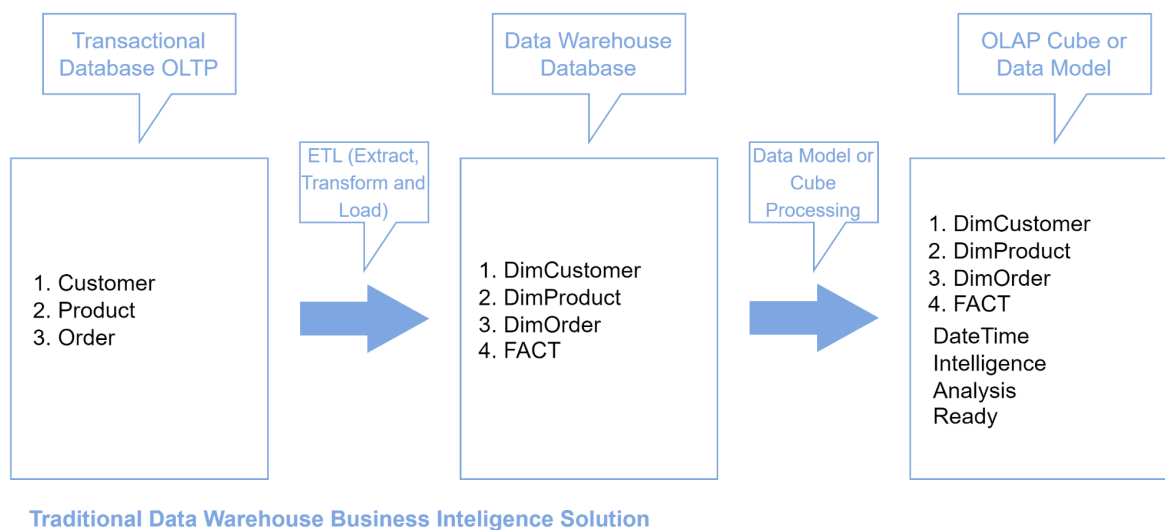 Transactional
Database OLTP
Data Warehouse
Database
OLAP Cube or
Data Model
ETL (Extract,
Transform and
Load)
Data Model or
Cube
Processing
1. Customer
2. Product
3. Order
1. DimCustomer
2. DimProduct
3. DimOrder
4. FACT
1. DimCustomer
2. DimProduct
3. DimOrder
4. FACT
DateTime
Intelligence
Analysis
Ready
Traditional Data Warehouse Business Inteligence Solution